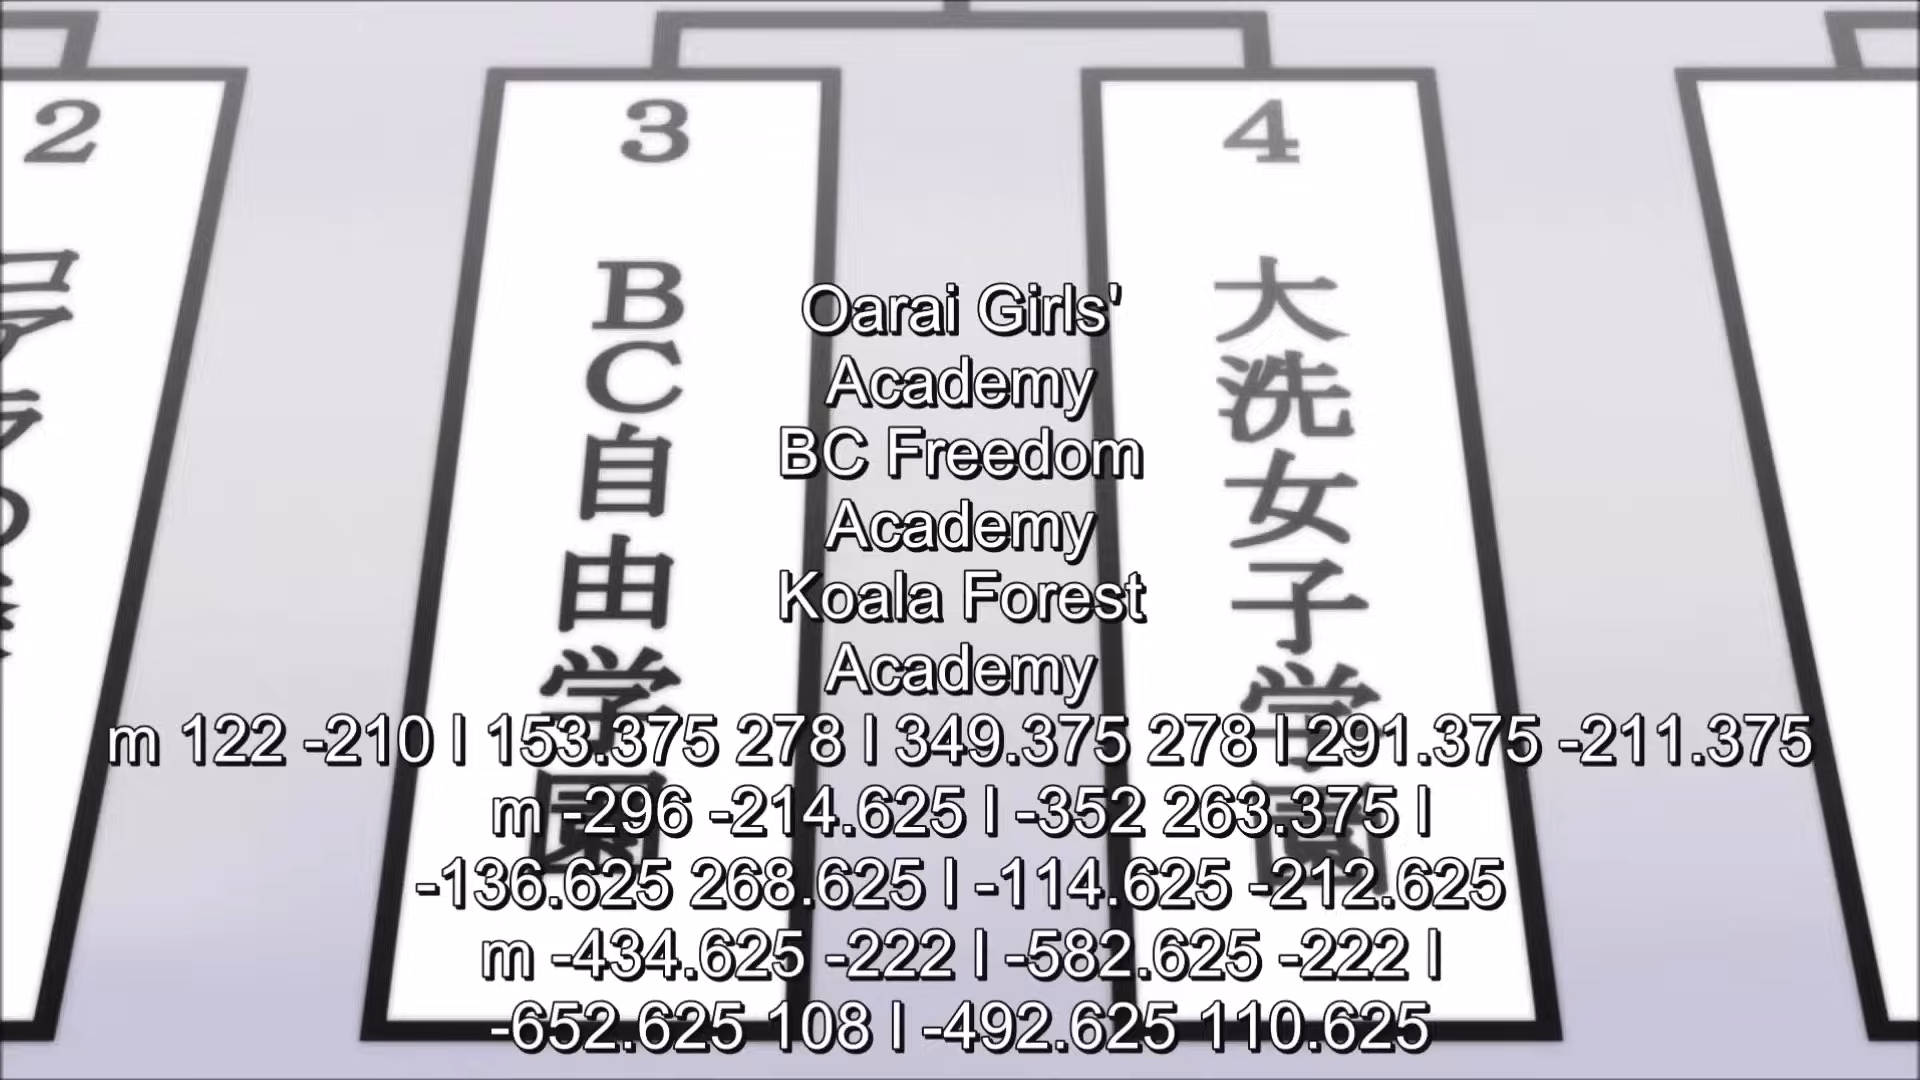 2
3
4
BC自由学園
大洗女子学園
Oarai Girls'
Academy
BC Freedom
Academy
Koala Forest
Academy
m 122 -210 l 153.375 278 l 349.375 278 l 291.375 -211.375
m -296 -214.625 l -352 263.375 l
-136.625 268.625 l -114.625 -212.625
m -434.625 -222 l -582.625 -222 l
-652.625 108 l -492.625 110.625